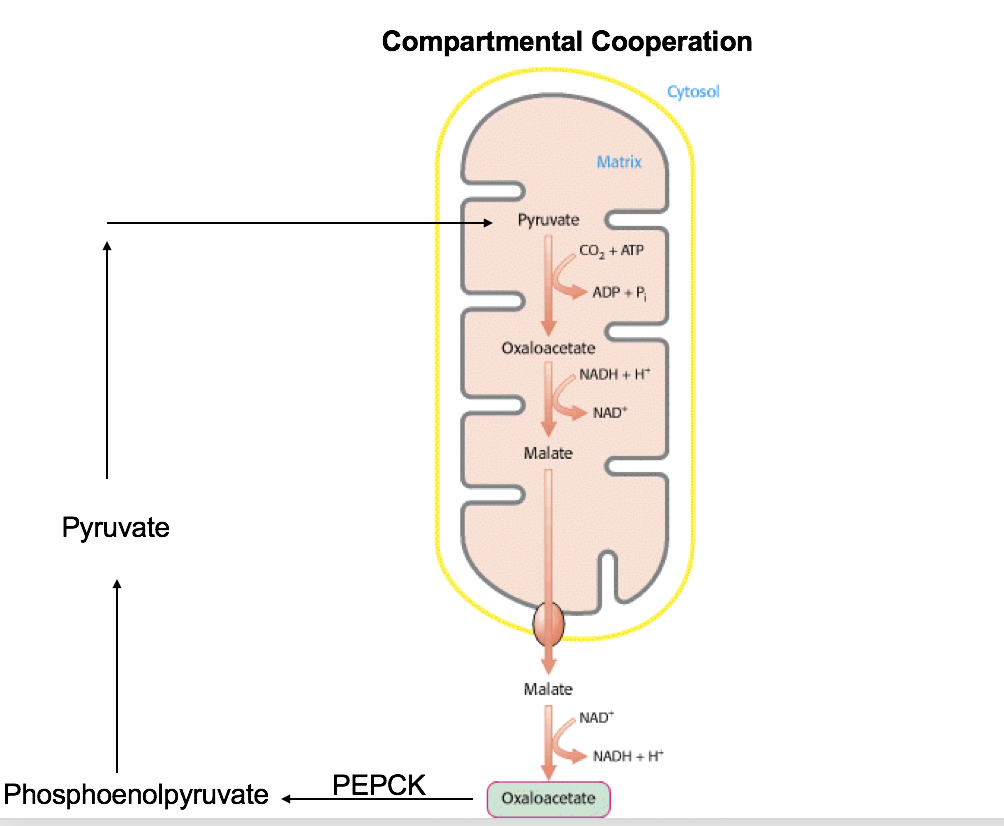 Compartmental Cooperation
Cytosol
Matrix
Pyruvate
CO₂ + ATP
ADP + Pᵢ
Oxaloacetate
NADH + H⁺
NAD⁺
Malate
Pyruvate
Malate
NAD⁺
NADH + H⁺
Phosphoenolpyruvate
PEPCK
Oxaloacetate